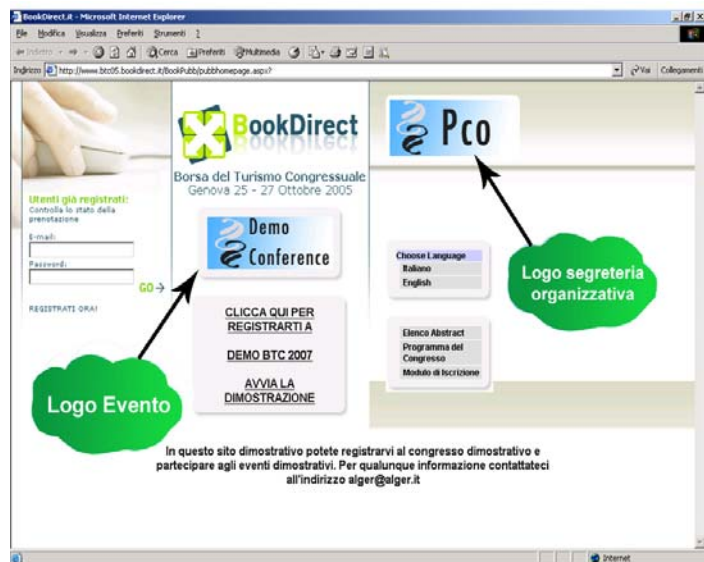 BookDirect.it - Microsoft Internet Explorer
File Modifica Visualizza Preferiti Strumenti ?
Indietro Cerca Preferiti Multimedia
Indirizzo http://www.btc05.bookdirect.it/BookPubb/pubbhomepage.aspx? Vai Collegamenti
BookDirect
Borsa del Turismo Congressuale
Genova 25 - 27 Ottobre 2005
Pco
Utenti già registrati:
Controlla lo stato della
prenotazione
E-mail:
Password:
GO
REGISTRATI ORA!
Demo
Conference
CLICCA QUI PER
REGISTRARTI A
DEMO BTC 2007
AVVIA LA
DIMOSTRAZIONE
Choose Language
Italiano
English
Elenco Abstract
Programma del
Congresso
Modulo di Iscrizione
Logo segreteria
organizzativa
Logo Evento
In questo sito dimostrativo potete registrarvi al congresso dimostrativo e
partecipare agli eventi dimostrativi. Per qualunque informazione contattateci
all'indirizzo alger@alger.it
Internet